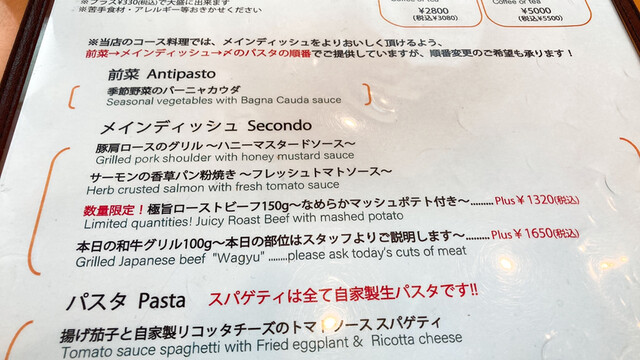 ※プラス¥330(税込)で大盛に出来ます
※苦手食材・アレルギー等おきかせください
Coffee or tea
¥2800
(税込¥3080)
Coffee or tea
¥5000
(税込¥5500)
※当店のコース料理では、メインディッシュをよりおいしく頂けるよう、
前菜→メインディッシュ→〆のパスタの順番でご提供していますが、順番変更のご希望も承ります!
前菜 Antipasto
季節野菜のバーニャカウダ
Seasonal vegetables with Bagna Cauda sauce
メインディッシュ Secondo
豚肩ロースのグリル 〜ハニーマスタードソース〜
Grilled pork shoulder with honey mustard sauce
サーモンの香草パン粉焼き 〜フレッシュトマトソース〜
Herb crusted salmon with fresh tomato sauce
数量限定! 極旨ローストビーフ150g〜なめらかマッシュポテト付き〜.........Plus¥1320(税込)
Limited quantities! Juicy Roast Beef with mashed potato
本日の和牛グリル100g〜本日の部位はスタッフよりご説明します〜.........Plus¥1650(税込)
Grilled Japanese beef "Wagyu" ........please ask today's cuts of meat
パスタ Pasta スパゲティは全て自家製生パスタです!!
揚げ茄子と自家製リコッタチーズのトマトソース スパゲティ
Tomato sauce spaghetti with Fried eggplant & Ricotta cheese